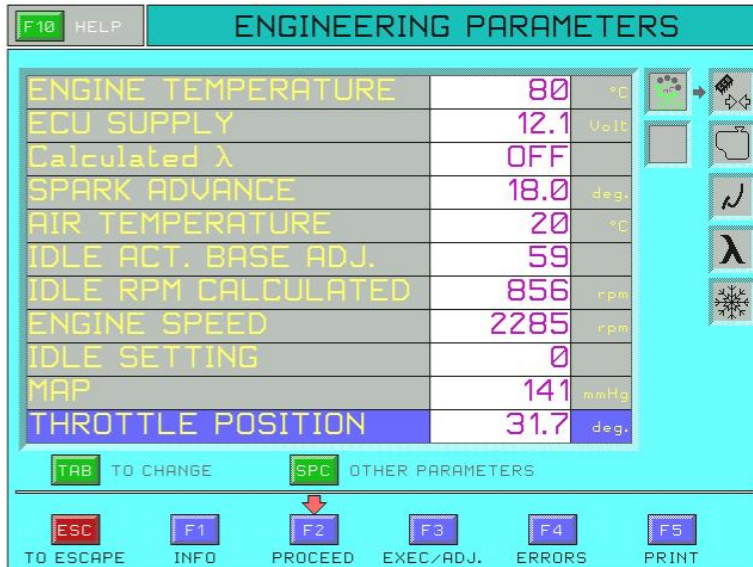 F10 HELP ENGINEERING PARAMETERS
ENGINE TEMPERATURE 80 °C
ECU SUPPLY 12.1 Volt
Calculated λ OFF
SPARK ADVANCE 18.0 deg.
AIR TEMPERATURE 20 °C
IDLE ACT. BASE ADJ. 59
IDLE RPM CALCULATED 856 rpm
ENGINE SPEED 2285 rpm
IDLE SETTING 0
MAP 141 mmHg
THROTTLE POSITION 31.7 deg.
λ
TAB TO CHANGE SPC OTHER PARAMETERS
ESC F1 F2 F3 F4 F5
TO ESCAPE INFO PROCEED EXEC/ADJ. ERRORS PRINT